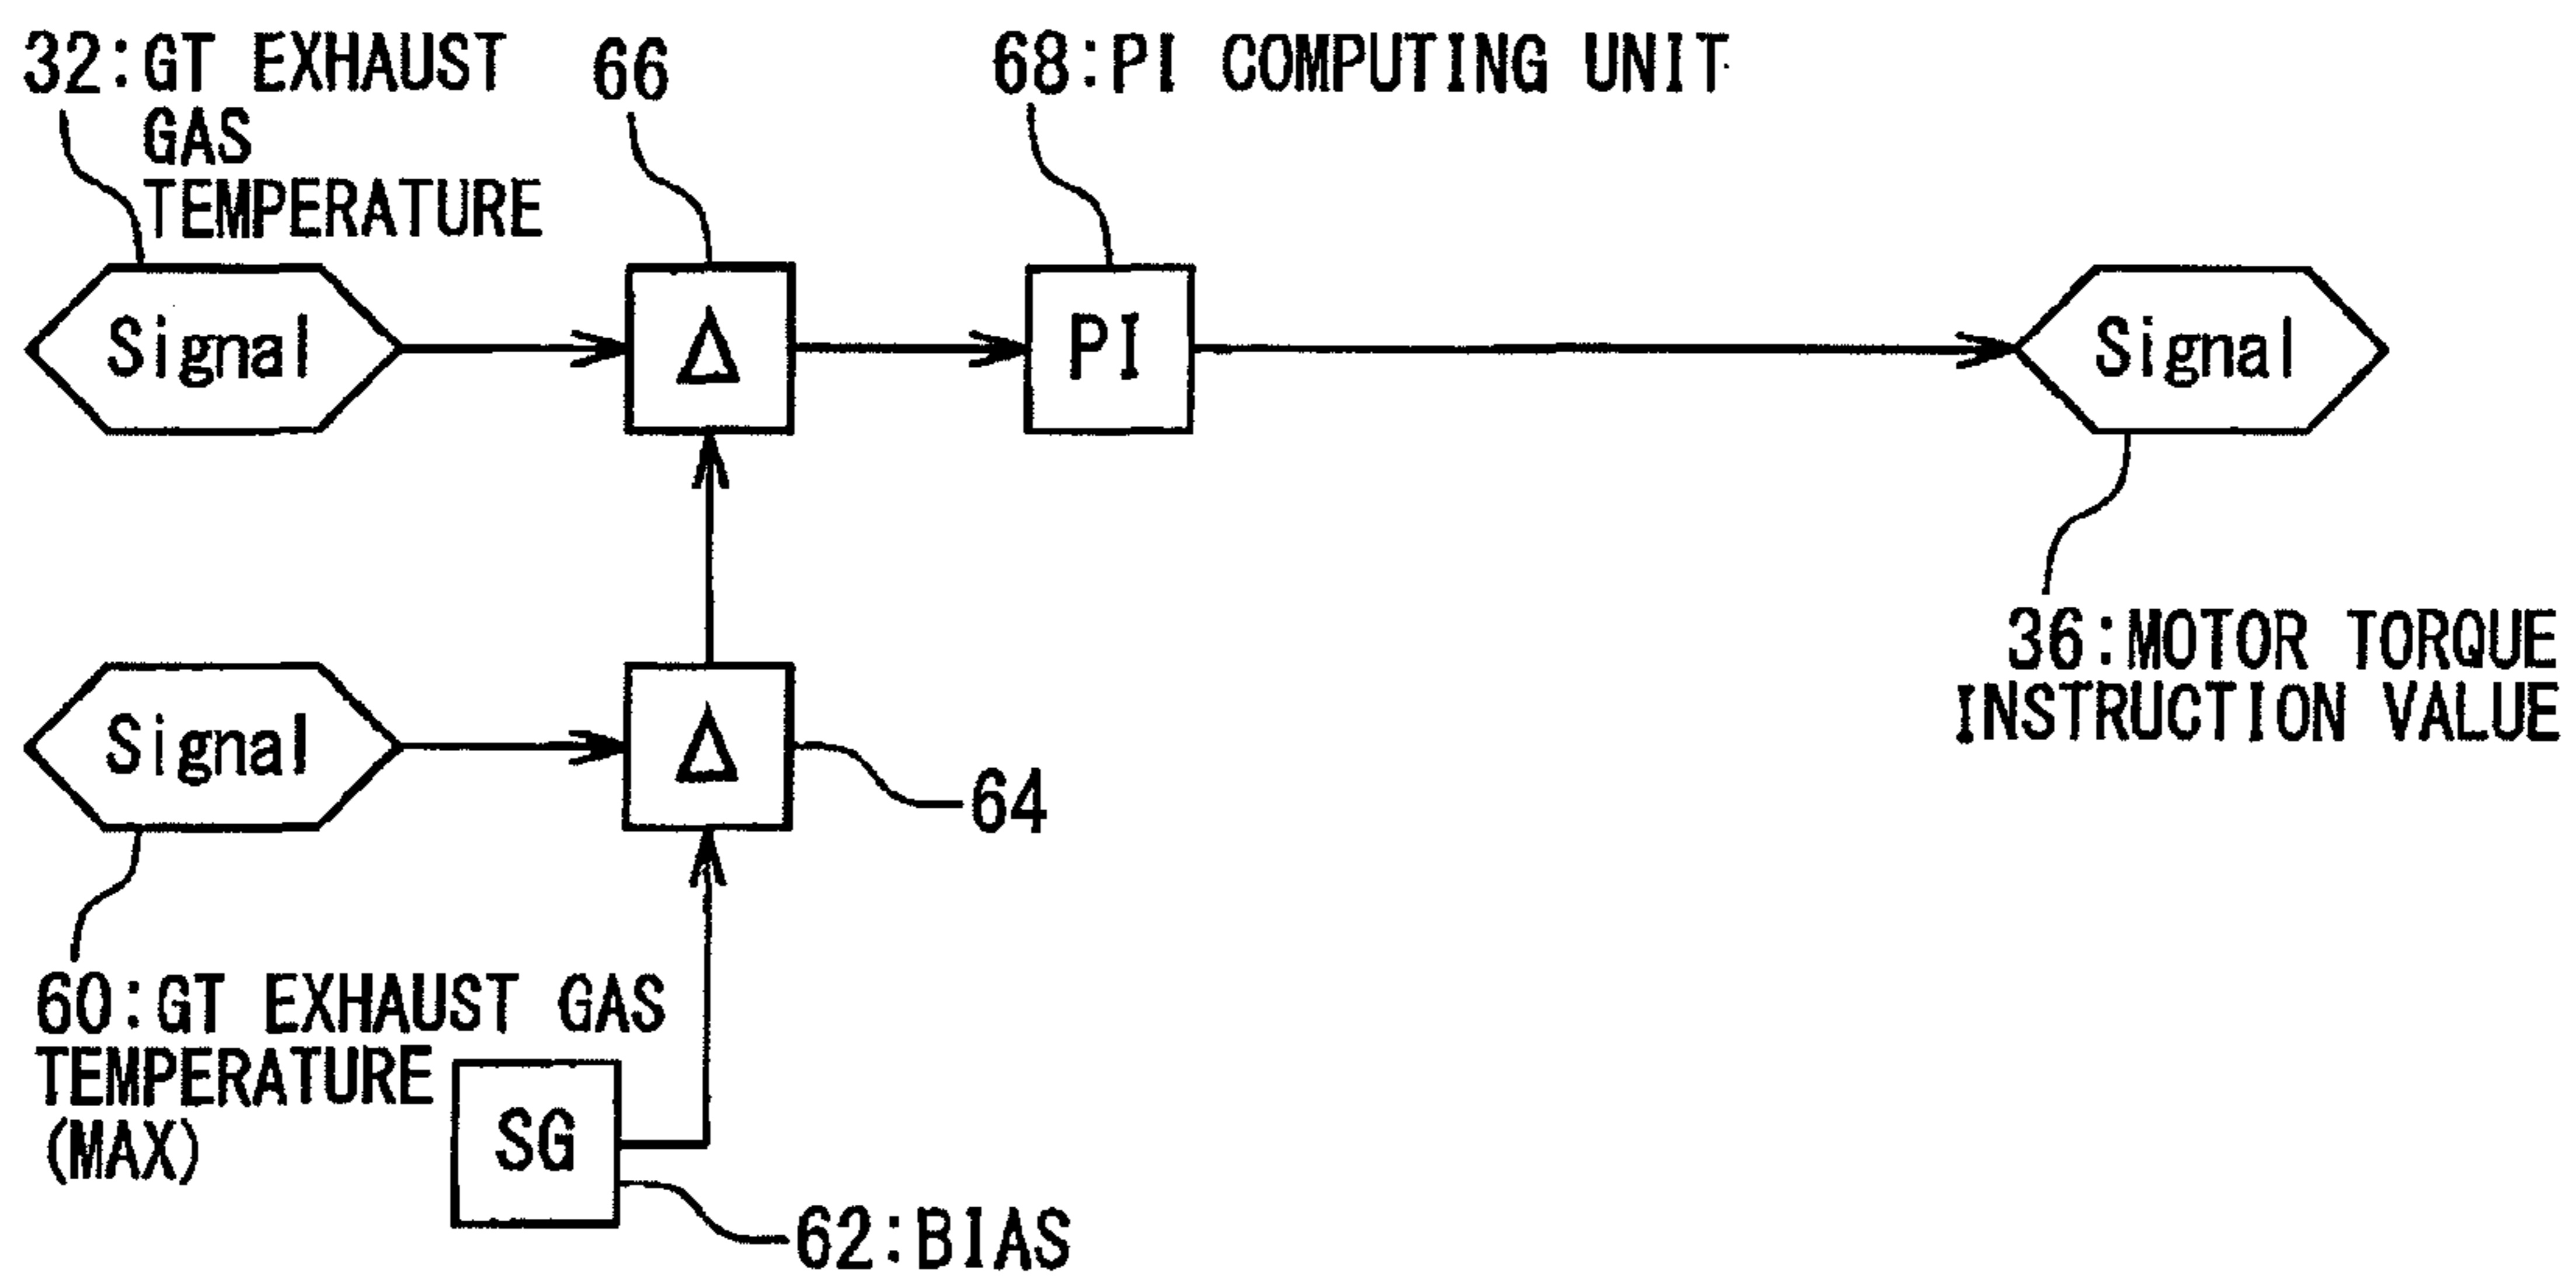 32:GT EXHAUST
GAS
TEMPERATURE
66
68:PI COMPUTING UNIT
Signal
Δ
PI
Signal
36:MOTOR TORQUE
INSTRUCTION VALUE
Signal
Δ
64
60:GT EXHAUST GAS
TEMPERATURE
(MAX)
SG
62:BIAS